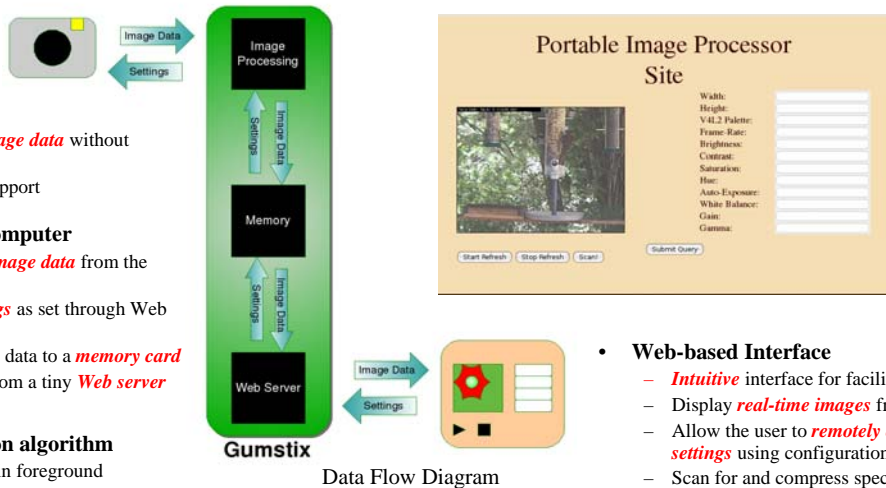 Image Data
Settings
Image Processing
Settings
Image Data
Memory
Settings
Image Data
Web Server
Gumstix
Image Data
Settings
Data Flow Diagram
data without
omputer
image data from the
as set through Web
data to a memory card
om a tiny Web server
on algorithm
in foreground
Portable Image Processor
Site
Width:
Height:
V4L2 Palette:
Frame-Rate:
Brightness:
Contrast:
Saturation:
Hue:
Auto-Exposure:
White Balance:
Gain:
Gamma:
Start Refresh
Stop Refresh
Scan!
Submit Query
• Web-based Interface
– Intuitive interface for facili
– Display real-time images fr
– Allow the user to remotely
settings using configuration
– Scan for and compress spec